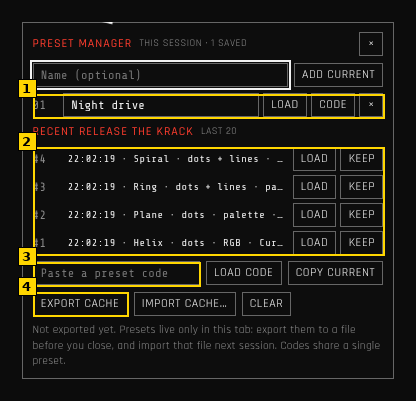 PRESET MANAGER THIS SESSION · 1 SAVED ×
Name (optional) ADD CURRENT
1
01 Night drive LOAD CODE ×
RECENT RELEASE THE KRACK LAST 20
2
#4 22:02:19 · Spiral · dots + lines · … LOAD KEEP
#3 22:02:19 · Ring · dots + lines · pa… LOAD KEEP
#2 22:02:19 · Plane · dots · palette ·… LOAD KEEP
#1 22:02:19 · Helix · dots · RGB · Cur… LOAD KEEP
3
Paste a preset code LOAD CODE COPY CURRENT
4
EXPORT CACHE IMPORT CACHE… CLEAR
Not exported yet. Presets live only in this tab: export them to a file
before you close, and import that file next session. Codes share a single
preset.